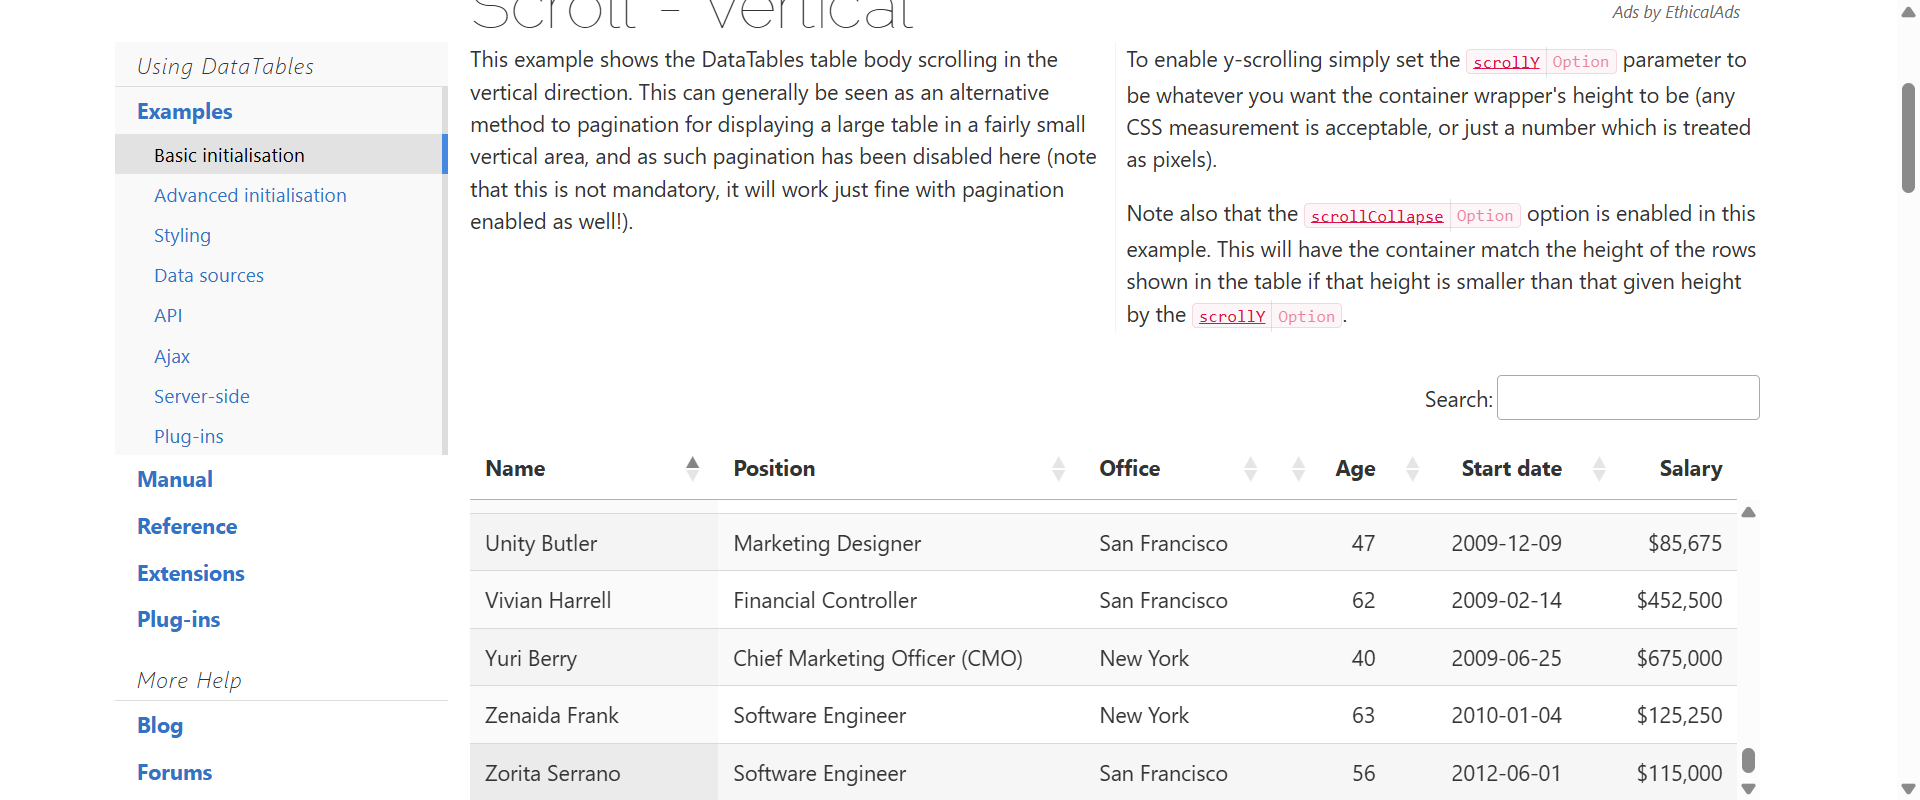 Scroll - Vertical
Ads by EthicalAds
Using DataTables
Examples
Basic initialisation
Advanced initialisation
Styling
Data sources
API
Ajax
Server-side
Plug-ins
Manual
Reference
Extensions
Plug-ins
More Help
Blog
Forums
This example shows the DataTables table body scrolling in the
vertical direction. This can generally be seen as an alternative
method to pagination for displaying a large table in a fairly small
vertical area, and as such pagination has been disabled here (note
that this is not mandatory, it will work just fine with pagination
enabled as well!).
To enable y-scrolling simply set the scrollY Option parameter to
be whatever you want the container wrapper's height to be (any
CSS measurement is acceptable, or just a number which is treated
as pixels).
Note also that the scrollCollapse Option option is enabled in this
example. This will have the container match the height of the rows
shown in the table if that height is smaller than that given height
by the scrollY Option.
Search:
Name Position Office Age Start date Salary
Unity Butler Marketing Designer San Francisco 47 2009-12-09 $85,675
Vivian Harrell Financial Controller San Francisco 62 2009-02-14 $452,500
Yuri Berry Chief Marketing Officer (CMO) New York 40 2009-06-25 $675,000
Zenaida Frank Software Engineer New York 63 2010-01-04 $125,250
Zorita Serrano Software Engineer San Francisco 56 2012-06-01 $115,000